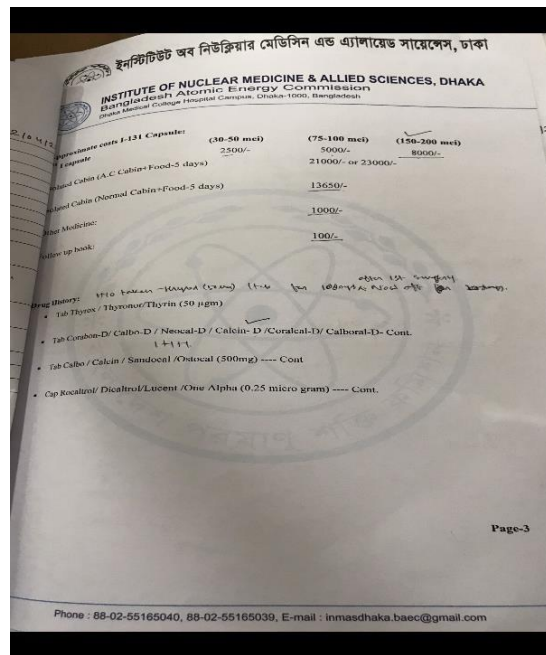 ইনস্টিটিউট অব নিউক্লিয়ার মেডিসিন এন্ড এ্যালায়েড সায়েন্সেস, ঢাকা
INSTITUTE OF NUCLEAR MEDICINE & ALLIED SCIENCES, DHAKA
Bangladesh Atomic Energy Commission
Dhaka Medical College Hospital Campus, Dhaka-1000, Bangladesh
pproximate costs I-131 Capsule: (30-50 mci) (75-100 mci) (150-200 mci)
capsule 2500/- 5000/- 8000/-
Cabin (A.C Cabin+Food-5 days) 21000/- or 23000/-
Cabin (Normal Cabin+Food-5 days) 13650/-
Medicine: 1000/-
up book: 100/-
after 1st surgery
History:
• Tab Thyrox / Thyronor/Thyrin (50 µgm)
• Tab Corabon-D/ Calbo-D / Neocal-D / Calcin- D /Coralcal-D/ Calboral-D- Cont.
1+1+1
• Tab Calbo / Calcin / Sandocal /Ostocal (500mg) ---- Cont
• Cap Rocaltrol/ Dicaltrol/Lucent /One Alpha (0.25 micro gram) ---- Cont.
Page-3
Phone : 88-02-55165040, 88-02-55165039, E-mail : inmasdhaka.baec@gmail.com